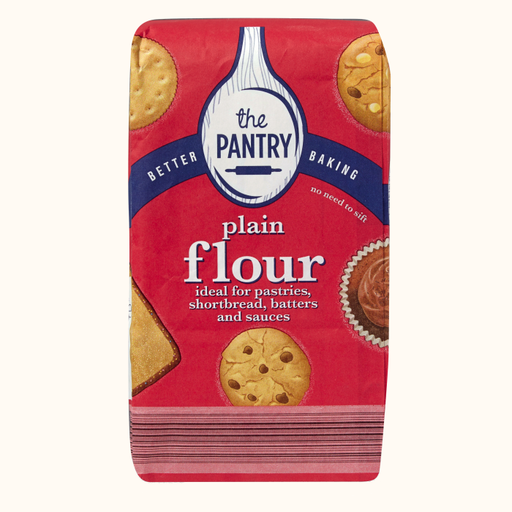 the
PANTRY
BETTER BAKING
no need to sift
plain
flour
ideal for pastries,
shortbread, batters
and sauces